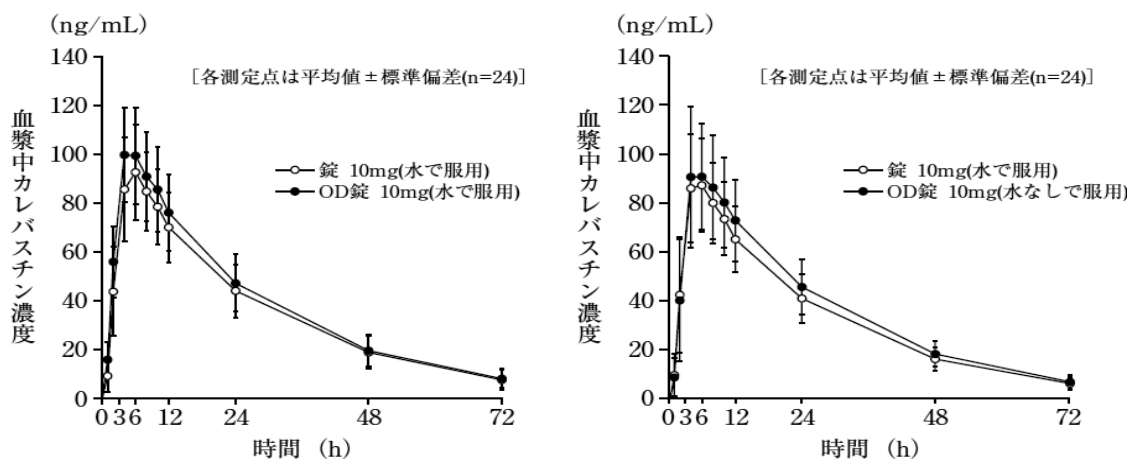 (ng/mL)
140
120
100
80
60
40
20
0
血漿中カレバスチン濃度
[各測定点は平均値±標準偏差(n=24)]
錠 10mg(水で服用)
OD錠 10mg(水で服用)
0 3 6 12 24 48 72
時間 (h)
(ng/mL)
140
120
100
80
60
40
20
0
血漿中カレバスチン濃度
[各測定点は平均値±標準偏差(n=24)]
錠 10mg(水で服用)
OD錠 10mg(水なしで服用)
0 3 6 12 24 48 72
時間 (h)